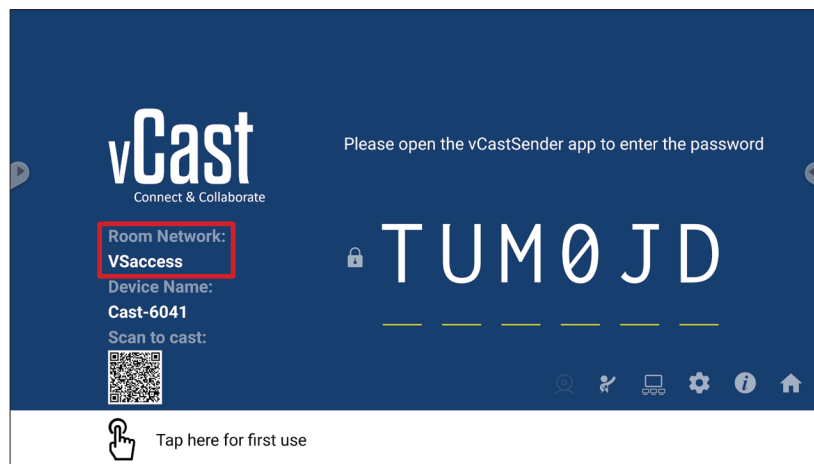 vCast
Connect & Collaborate
Please open the vCastSender app to enter the password
Room Network:
VSaccess
Device Name:
Cast-6041
Scan to cast:
TUM0JD
Tap here for first use